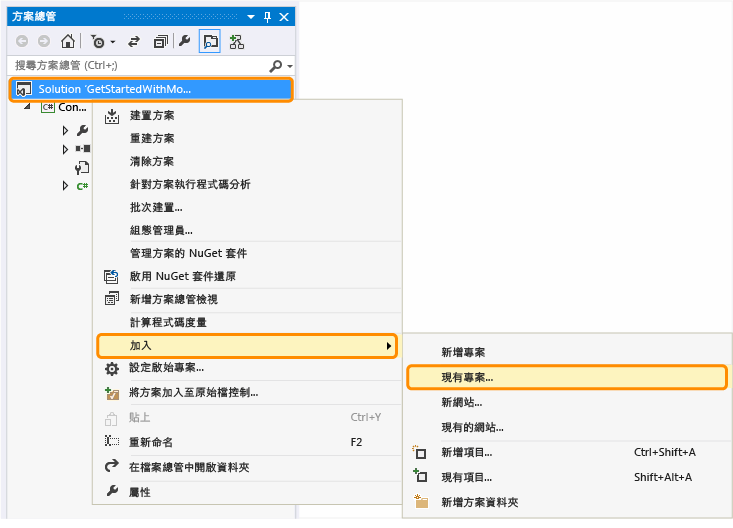 方案總管
搜尋方案總管 (Ctrl+;)
Solution 'GetStartedWithMo...
C# Con...
C#
建置方案
重建方案
清除方案
針對方案執行程式碼分析
批次建置...
組態管理員...
管理方案的 NuGet 套件
啟用 NuGet 套件還原
新增方案總管檢視
計算程式碼度量
加入
設定啟始專案...
將方案加入至原始檔控制...
貼上 Ctrl+Y
重新命名 F2
在檔案總管中開啟資料夾
屬性
新增專案
現有專案...
新網站...
現有的網站...
新增項目... Ctrl+Shift+A
現有項目... Shift+Alt+A
新增方案資料夾